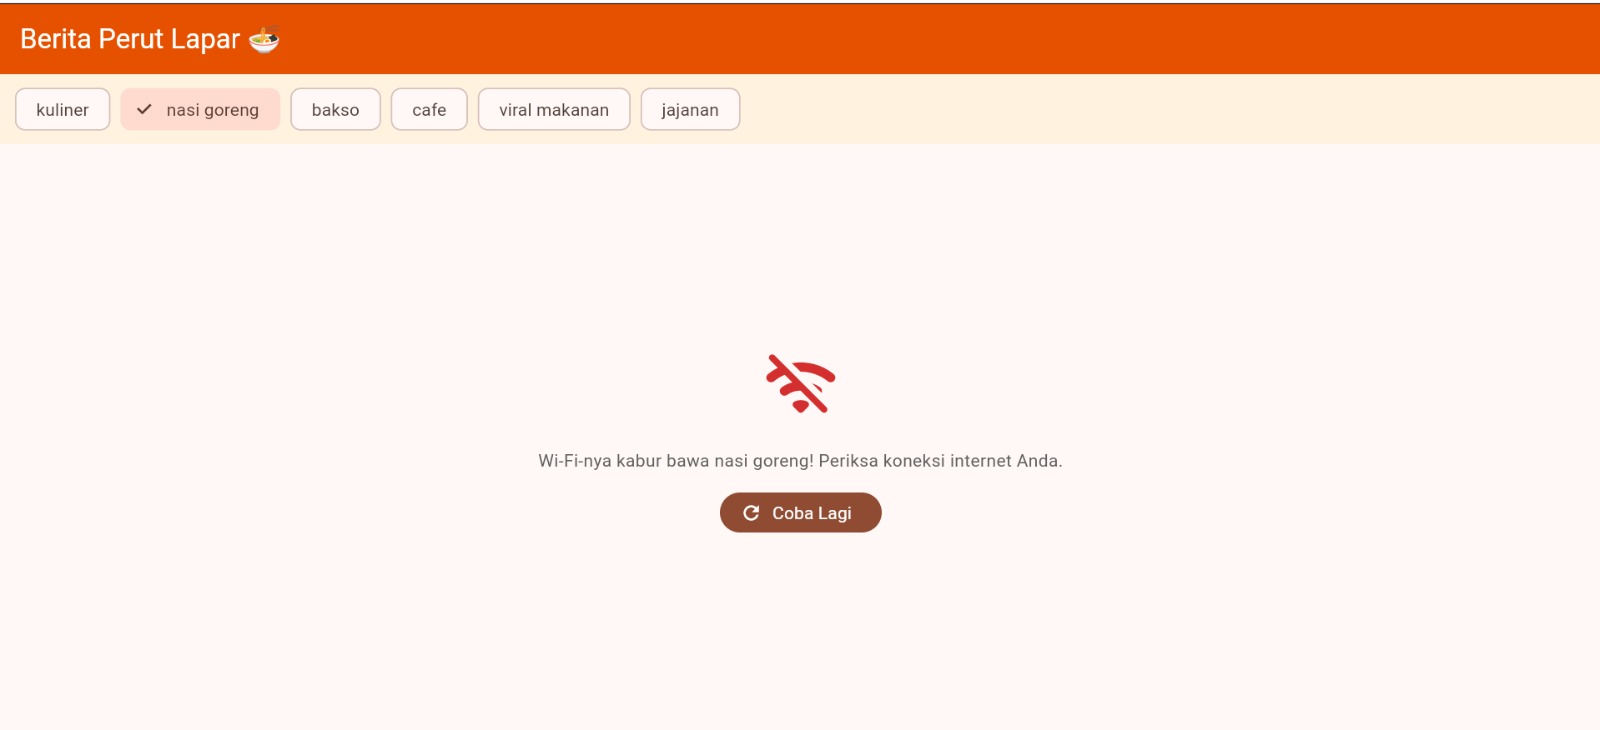 Berita Perut Lapar 🍜
kuliner
nasi goreng
bakso
cafe
viral makanan
jajanan
Wi-Fi-nya kabur bawa nasi goreng! Periksa koneksi internet Anda.
Coba Lagi